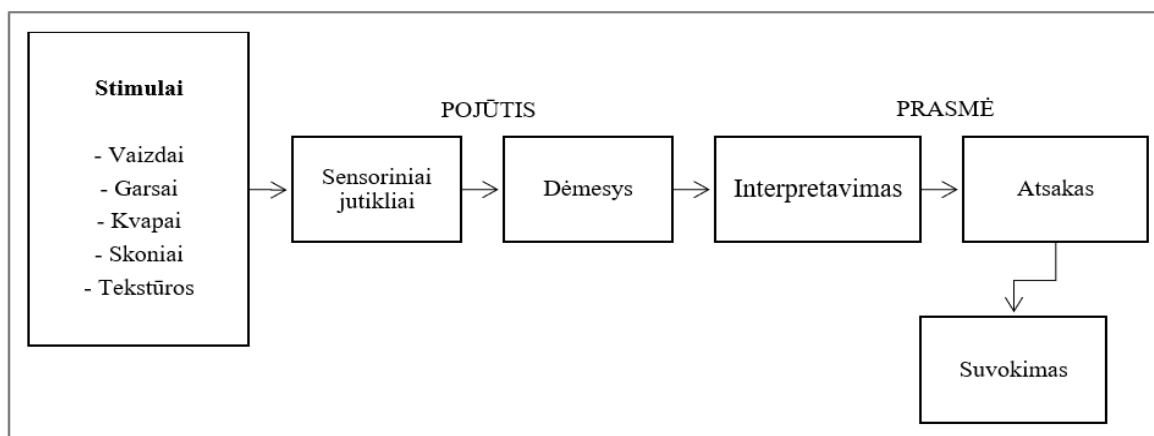 Stimulai
- Vaizdai
- Garsai
- Kvapai
- Skoniai
- Tekstūros
POJŪTIS
Sensoriniai
jutikliai
Dėmesys
PRASMĖ
Interpretavimas
Atsakas
Suvokimas